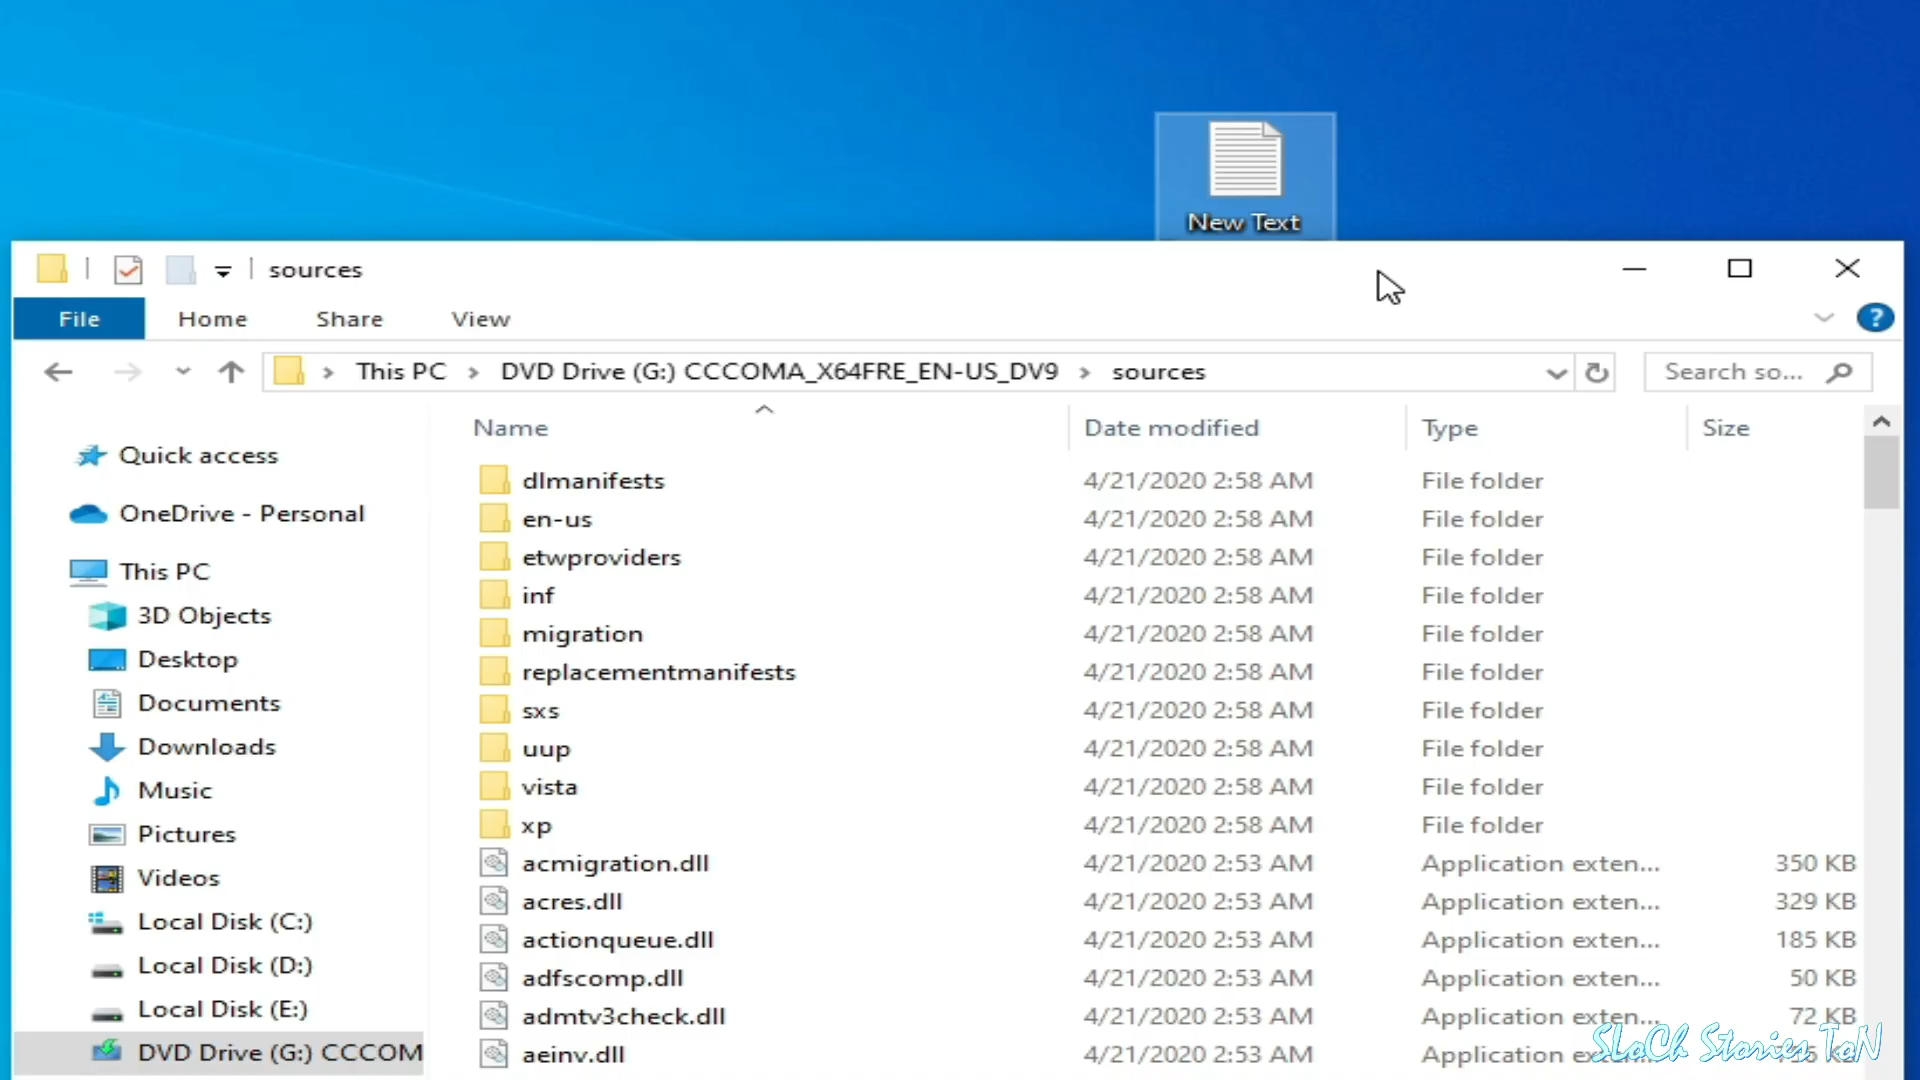 New Text
sources
File Home Share View
This PC DVD Drive (G:) CCCOMA_X64FRE_EN-US_DV9 sources Search so...
Name Date modified Type Size
Quick access
OneDrive - Personal
This PC
3D Objects
Desktop
Documents
Downloads
Music
Pictures
Videos
Local Disk (C:)
Local Disk (D:)
Local Disk (E:)
DVD Drive (G:) CCCOM
dlmanifests 4/21/2020 2:58 AM File folder
en-us 4/21/2020 2:58 AM File folder
etwproviders 4/21/2020 2:58 AM File folder
inf 4/21/2020 2:58 AM File folder
migration 4/21/2020 2:58 AM File folder
replacementmanifests 4/21/2020 2:58 AM File folder
sxs 4/21/2020 2:58 AM File folder
uup 4/21/2020 2:58 AM File folder
vista 4/21/2020 2:58 AM File folder
xp 4/21/2020 2:58 AM File folder
acmigration.dll 4/21/2020 2:53 AM Application exten... 350 KB
acres.dll 4/21/2020 2:53 AM Application exten... 329 KB
actionqueue.dll 4/21/2020 2:53 AM Application exten... 185 KB
adfscomp.dll 4/21/2020 2:53 AM Application exten... 50 KB
admtv3check.dll 4/21/2020 2:53 AM Application exten... 72 KB
aeinv.dll 4/21/2020 2:53 AM Application
SLoCh Stories ToN